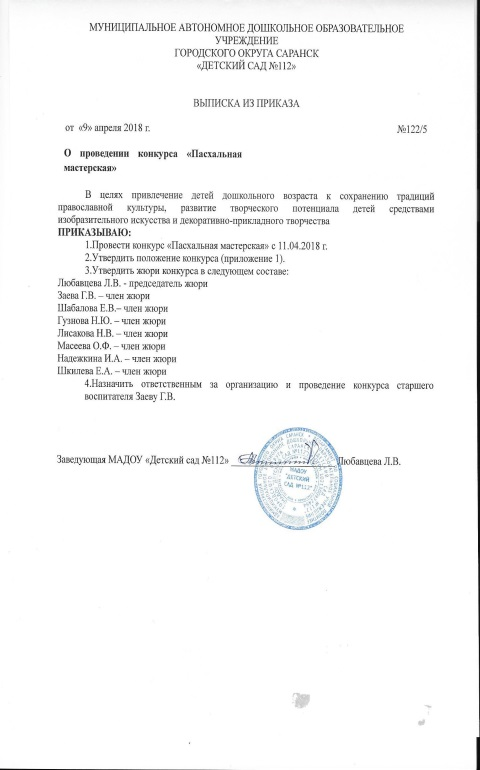 МУНИЦИПАЛЬНОЕ АВТОНОМНОЕ ДОШКОЛЬНОЕ ОБРАЗОВАТЕЛЬНОЕ
УЧРЕЖДЕНИЕ
ГОРОДСКОГО ОКРУГА САРАНСК
«ДЕТСКИЙ САД №112»
ВЫПИСКА ИЗ ПРИКАЗА
от «9» апреля 2018 г. №122/5
О проведении конкурса «Пасхальная
мастерская»
В целях привлечение детей дошкольного возраста к сохранению традиций
православной культуры, развитие творческого потенциала детей средствами
изобразительного искусства и декоративно-прикладного творчества
ПРИКАЗЫВАЮ:
1.Провести конкурс «Пасхальная мастерская» с 11.04.2018 г.
2.Утвердить положение конкурса (приложение 1).
3.Утвердить жюри конкурса в следующем составе:
Любавцева Л.В. - председатель жюри
Заева Г.В. – член жюри
Шабалова Е.В.– член жюри
Гузнова Н.Ю. – член жюри
Лисакова Н.В. – член жюри
Масеева О.Ф. – член жюри
Надежкина И.А. – член жюри
Шкилева Е.А. – член жюри
4.Назначить ответственным за организацию и проведение конкурса старшего
воспитателя Заеву Г.В.
Заведующая МАДОУ «Детский сад №112» Любавцева Л.В.
МАДОУ
"ДЕТСКИЙ
САД №112"